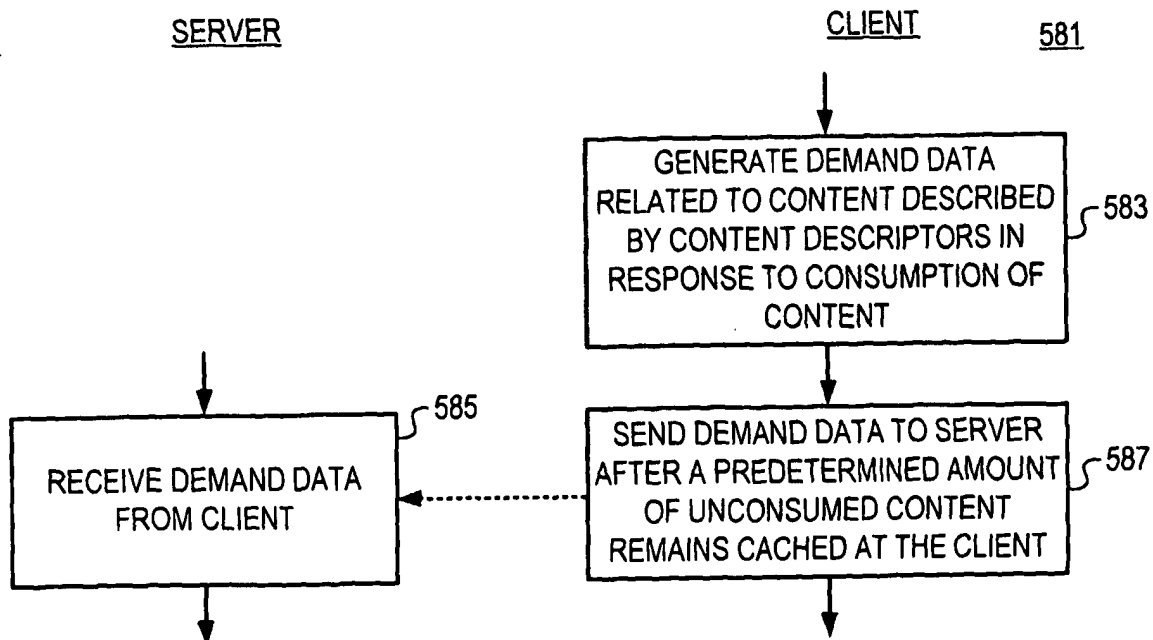 SERVER
CLIENT
581
GENERATE DEMAND DATA
RELATED TO CONTENT DESCRIBED
BY CONTENT DESCRIPTORS IN
RESPONSE TO CONSUMPTION OF
CONTENT
583
585
RECEIVE DEMAND DATA
FROM CLIENT
SEND DEMAND DATA TO SERVER
AFTER A PREDETERMINED AMOUNT
OF UNCONSUMED CONTENT
REMAINS CACHED AT THE CLIENT
587